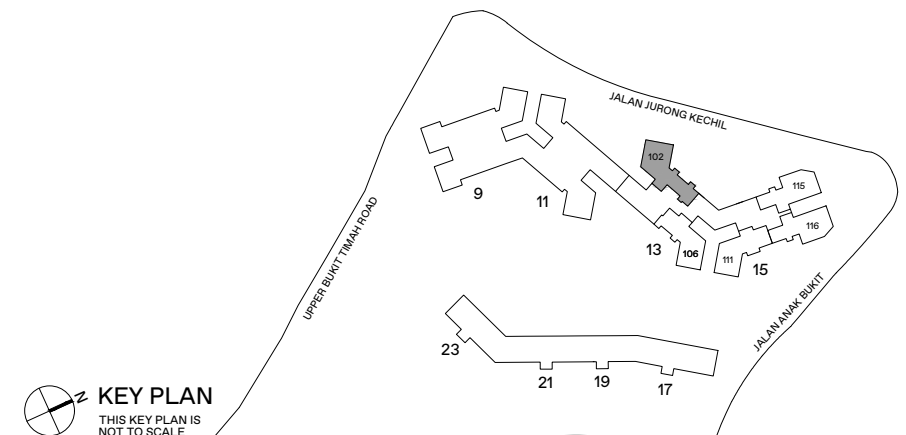 JALAN JURONG KECHIL
102
115
9
11
116
13
106
111
15
UPPER BUKIT TIMAH ROAD
JALAN ANAK BUKIT
23
21
19
17
N
KEY PLAN
THIS KEY PLAN IS
NOT TO SCALE